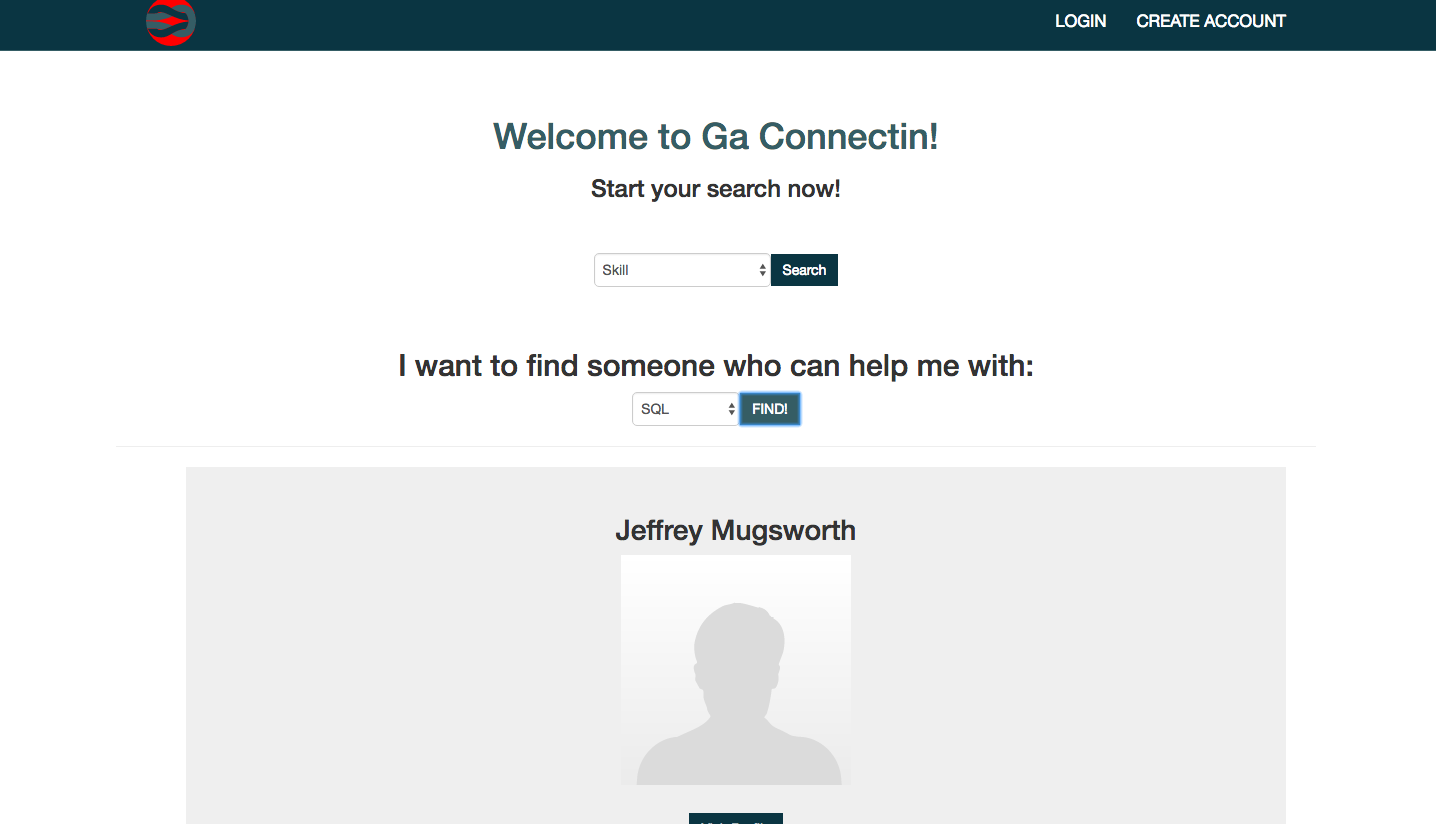 LOGIN CREATE ACCOUNT
Welcome to Ga Connectin!
Start your search now!
Skill Search
I want to find someone who can help me with:
SQL FIND!
Jeffrey Mugsworth